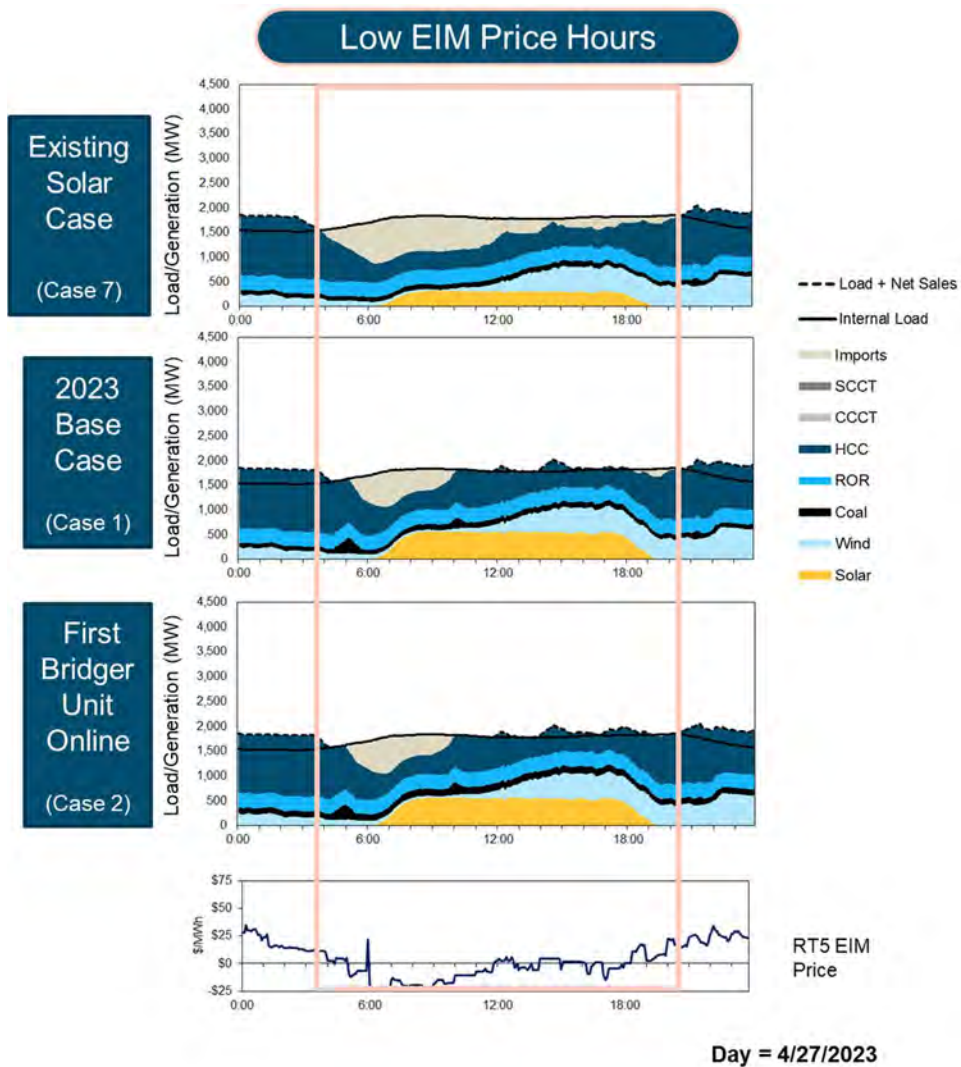 Low EIM Price Hours
Existing
Solar
Case
(Case 7)
Load/Generation (MW)
4,500
4,000
3,500
3,000
2,500
2,000
1,500
1,000
500
0
0:00
6:00
12:00
18:00
2023
Base
Case
(Case 1)
Load/Generation (MW)
4,500
4,000
3,500
3,000
2,500
2,000
1,500
1,000
500
0
0:00
6:00
12:00
18:00
Load + Net Sales
Internal Load
Imports
SCCT
CCCT
HCC
ROR
Coal
Wind
Solar
First
Bridger
Unit
Online
(Case 2)
Load/Generation (MW)
4,500
4,000
3,500
3,000
2,500
2,000
1,500
1,000
500
0
0:00
6:00
12:00
18:00
$/MWh
$75
$50
$25
$0
-$25
0:00
6:00
12:00
18:00
RT5 EIM
Price
Day = 4/27/2023